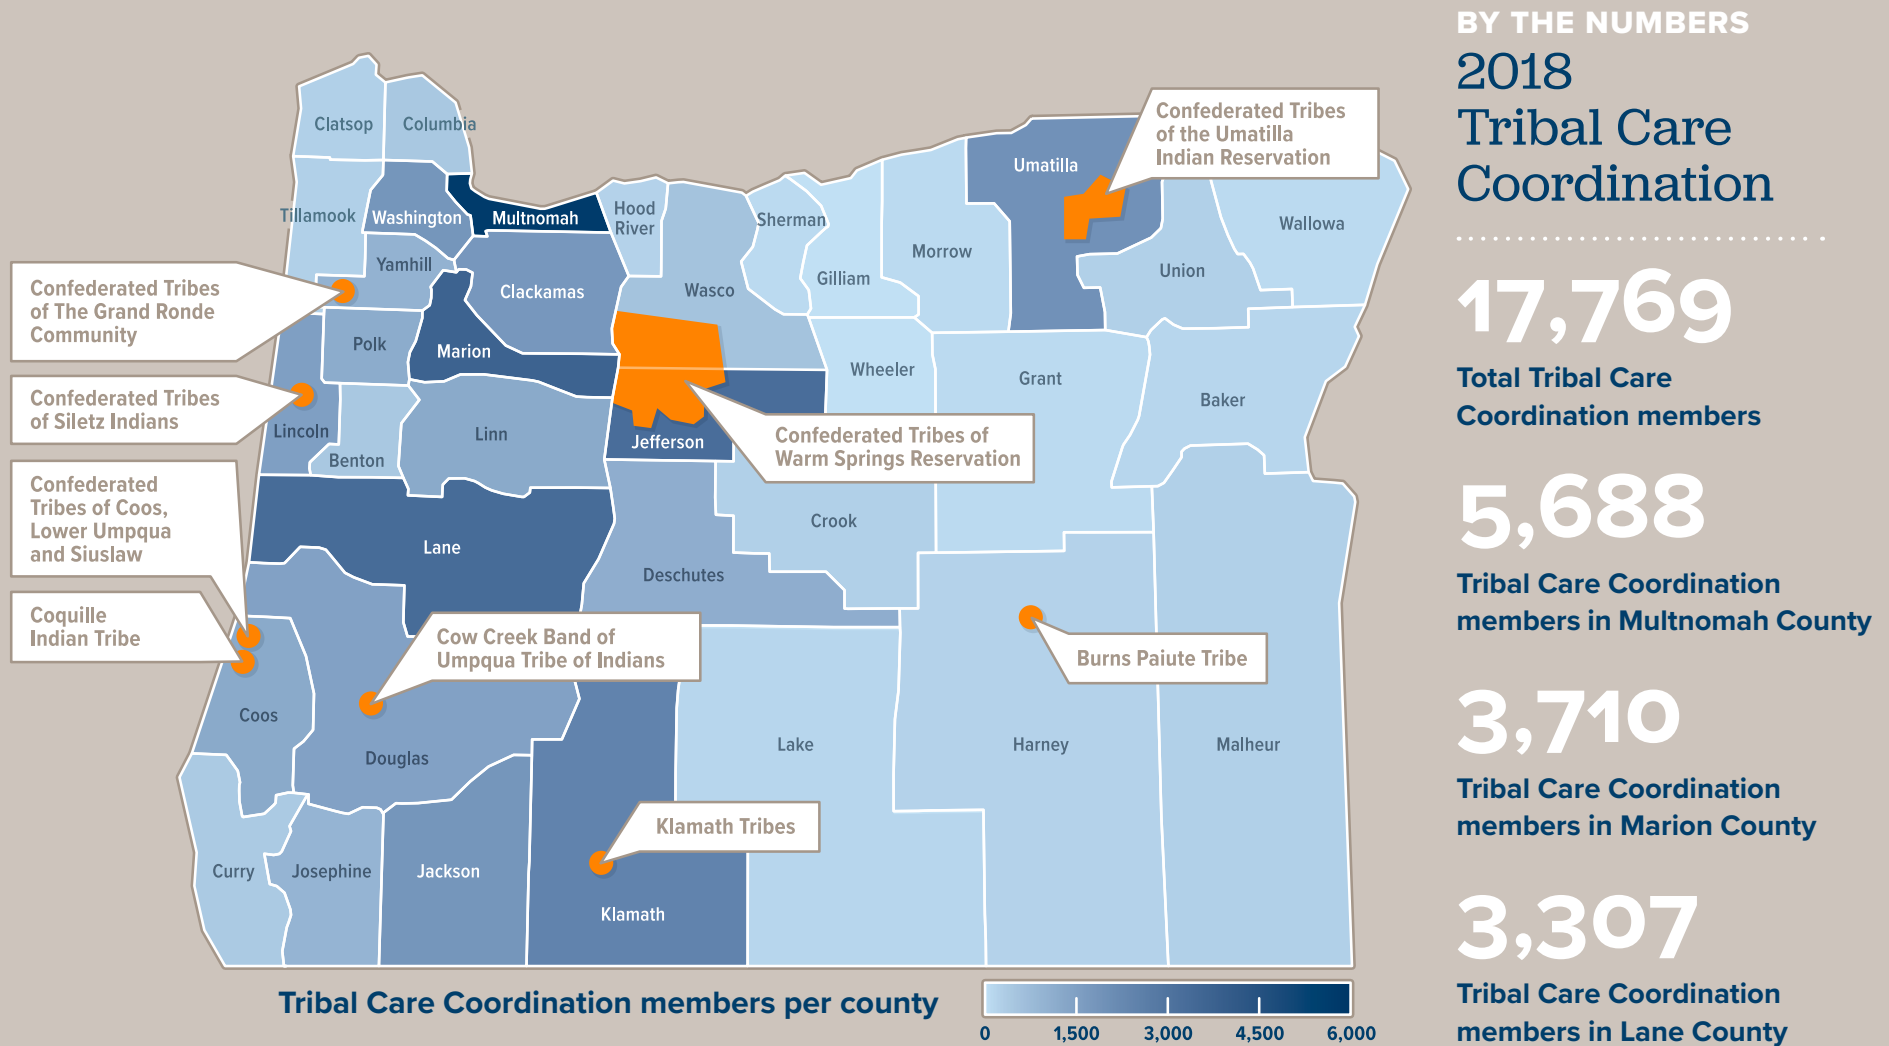 BY THE NUMBERS
2018
Tribal Care
Coordination
17,769
Total Tribal Care
Coordination members
5,688
Tribal Care Coordination
members in Multnomah County
3,710
Tribal Care Coordination
members in Marion County
3,307
Tribal Care Coordination
members in Lane County
Clatsop
Columbia
Tillamook
Washington
Multnomah
Hood
River
Sherman
Gilliam
Morrow
Umatilla
Confederated Tribes
of the Umatilla
Indian Reservation
Wallowa
Union
Yamhill
Clackamas
Wasco
Confederated Tribes
of The Grand Ronde
Community
Polk
Marion
Wheeler
Grant
Baker
Confederated Tribes
of Siletz Indians
Lincoln
Benton
Linn
Jefferson
Confederated Tribes of
Warm Springs Reservation
Confederated
Tribes of Coos,
Lower Umpqua
and Siuslaw
Lane
Crook
Deschutes
Coquille
Indian Tribe
Cow Creek Band of
Umpqua Tribe of Indians
Burns Paiute Tribe
Coos
Douglas
Lake
Harney
Malheur
Klamath Tribes
Curry
Josephine
Jackson
Klamath
Tribal Care Coordination members per county
0
1,500
3,000
4,500
6,000